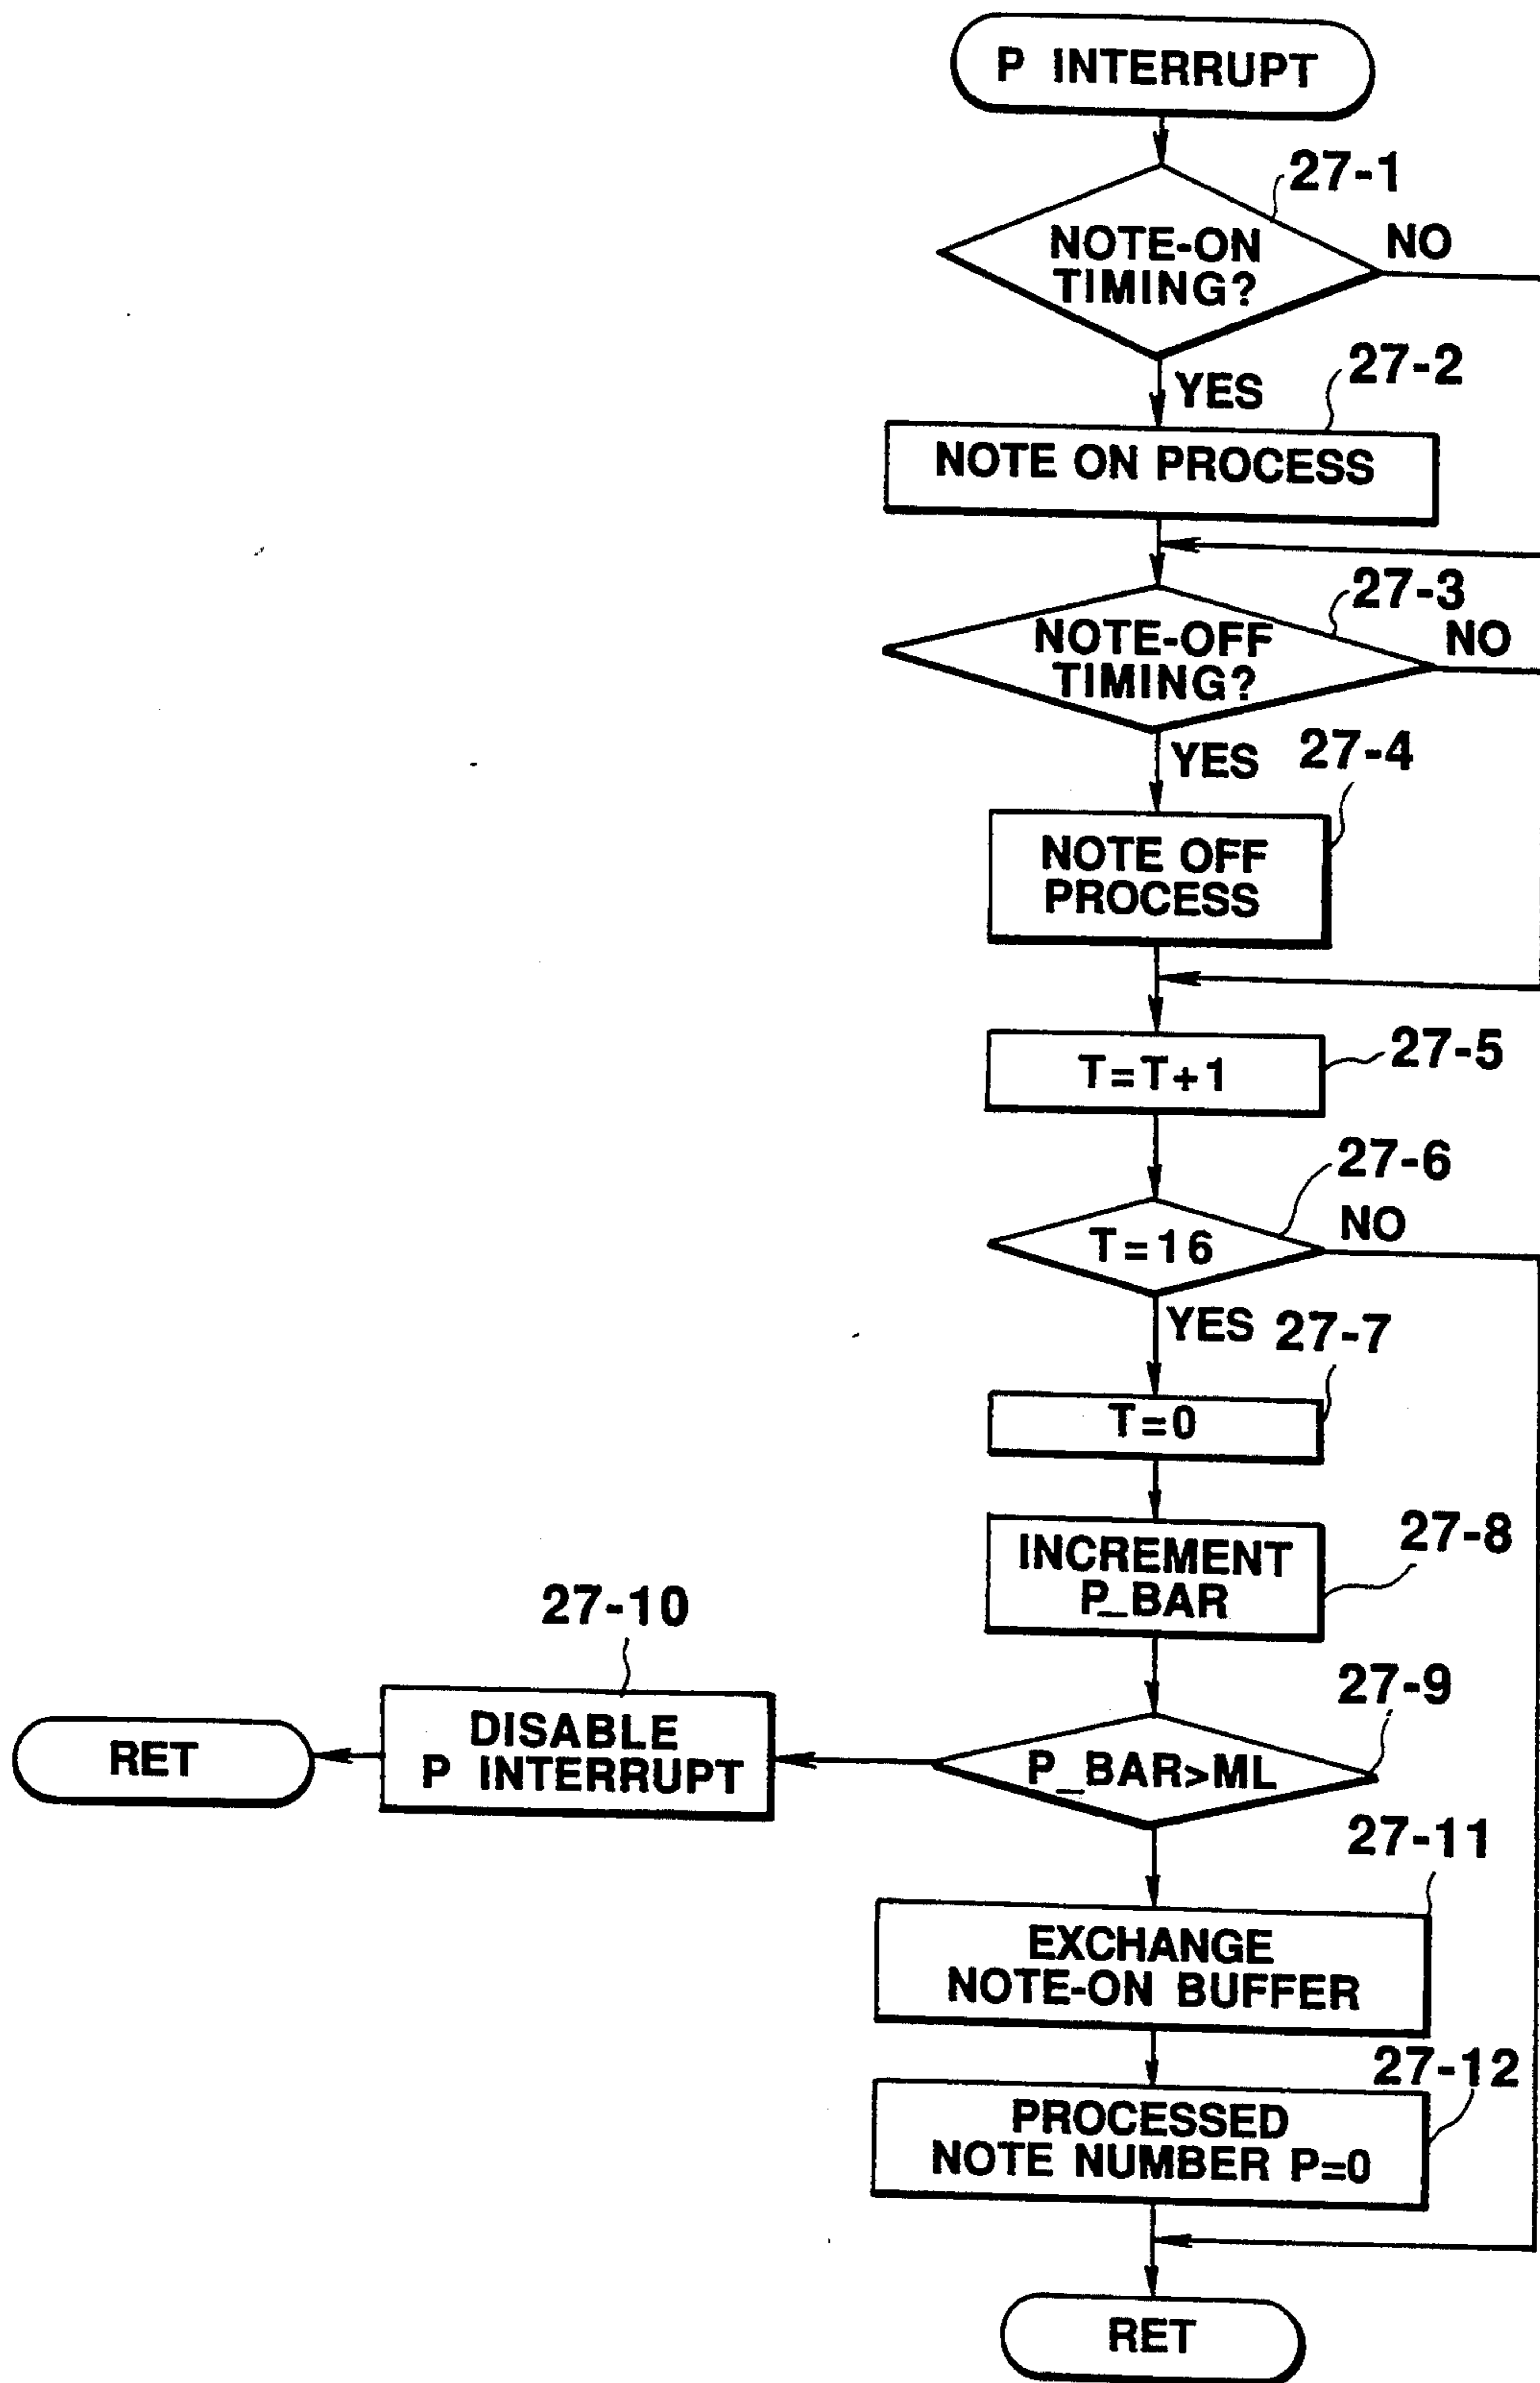 P INTERRUPT
27-1
NOTE-ON
TIMING?
NO
27-2
YES
NOTE ON PROCESS
27-3
NOTE-OFF
TIMING?
NO
YES
27-4
NOTE OFF
PROCESS
T=T+1
27-5
27-6
T=16
NO
YES
27-7
T=0
27-8
INCREMENT
P_BAR
27-10
27-9
RET
DISABLE
P INTERRUPT
P_BAR>ML
27-11
EXCHANGE
NOTE-ON BUFFER
27-12
PROCESSED
NOTE NUMBER P=0
RET